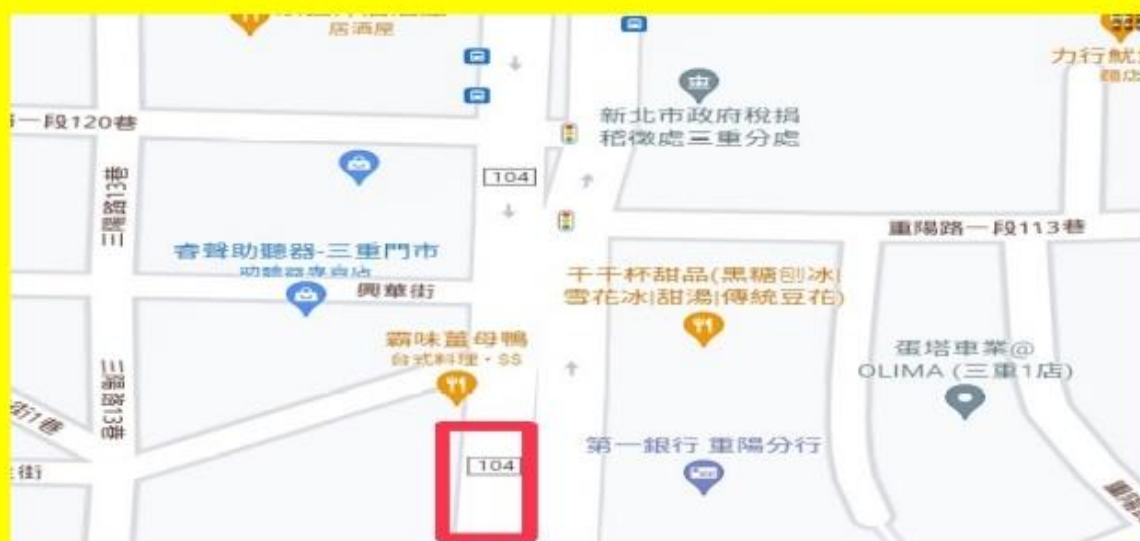 居酒屋
一段120巷
新北市政府稅捐
稽徵處三重分處
三陽路13巷
104
重陽路一段113巷
睿聲助聽器-三重門市
助聽器專賣店
興華街
千千杯甜品(黑糖刨冰|
雪花冰|甜湯|傳統豆花)
霸味薑母鴨
台式料理·$$
蛋塔車業@
OLIMA (三重1店)
三陽路13巷
街1巷
第一銀行 重陽分行
104
街